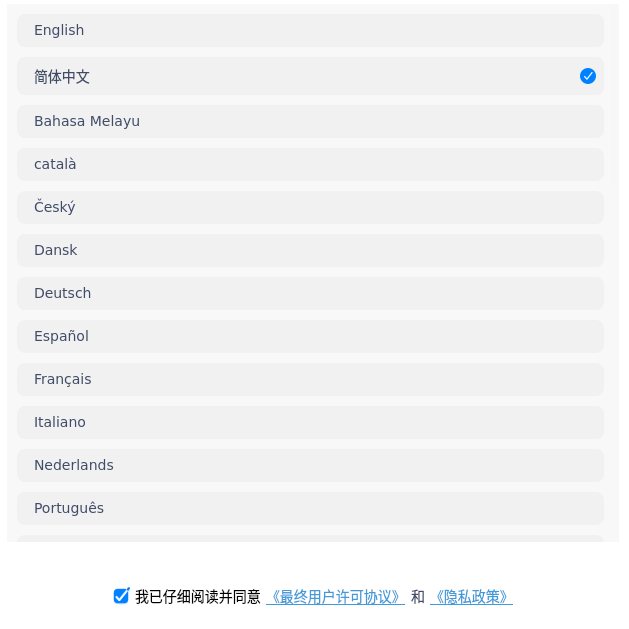 English
简体中文
Bahasa Melayu
català
Český
Dansk
Deutsch
Español
Français
Italiano
Nederlands
Português
我已仔细阅读并同意 《最终用户许可协议》 和 《隐私政策》